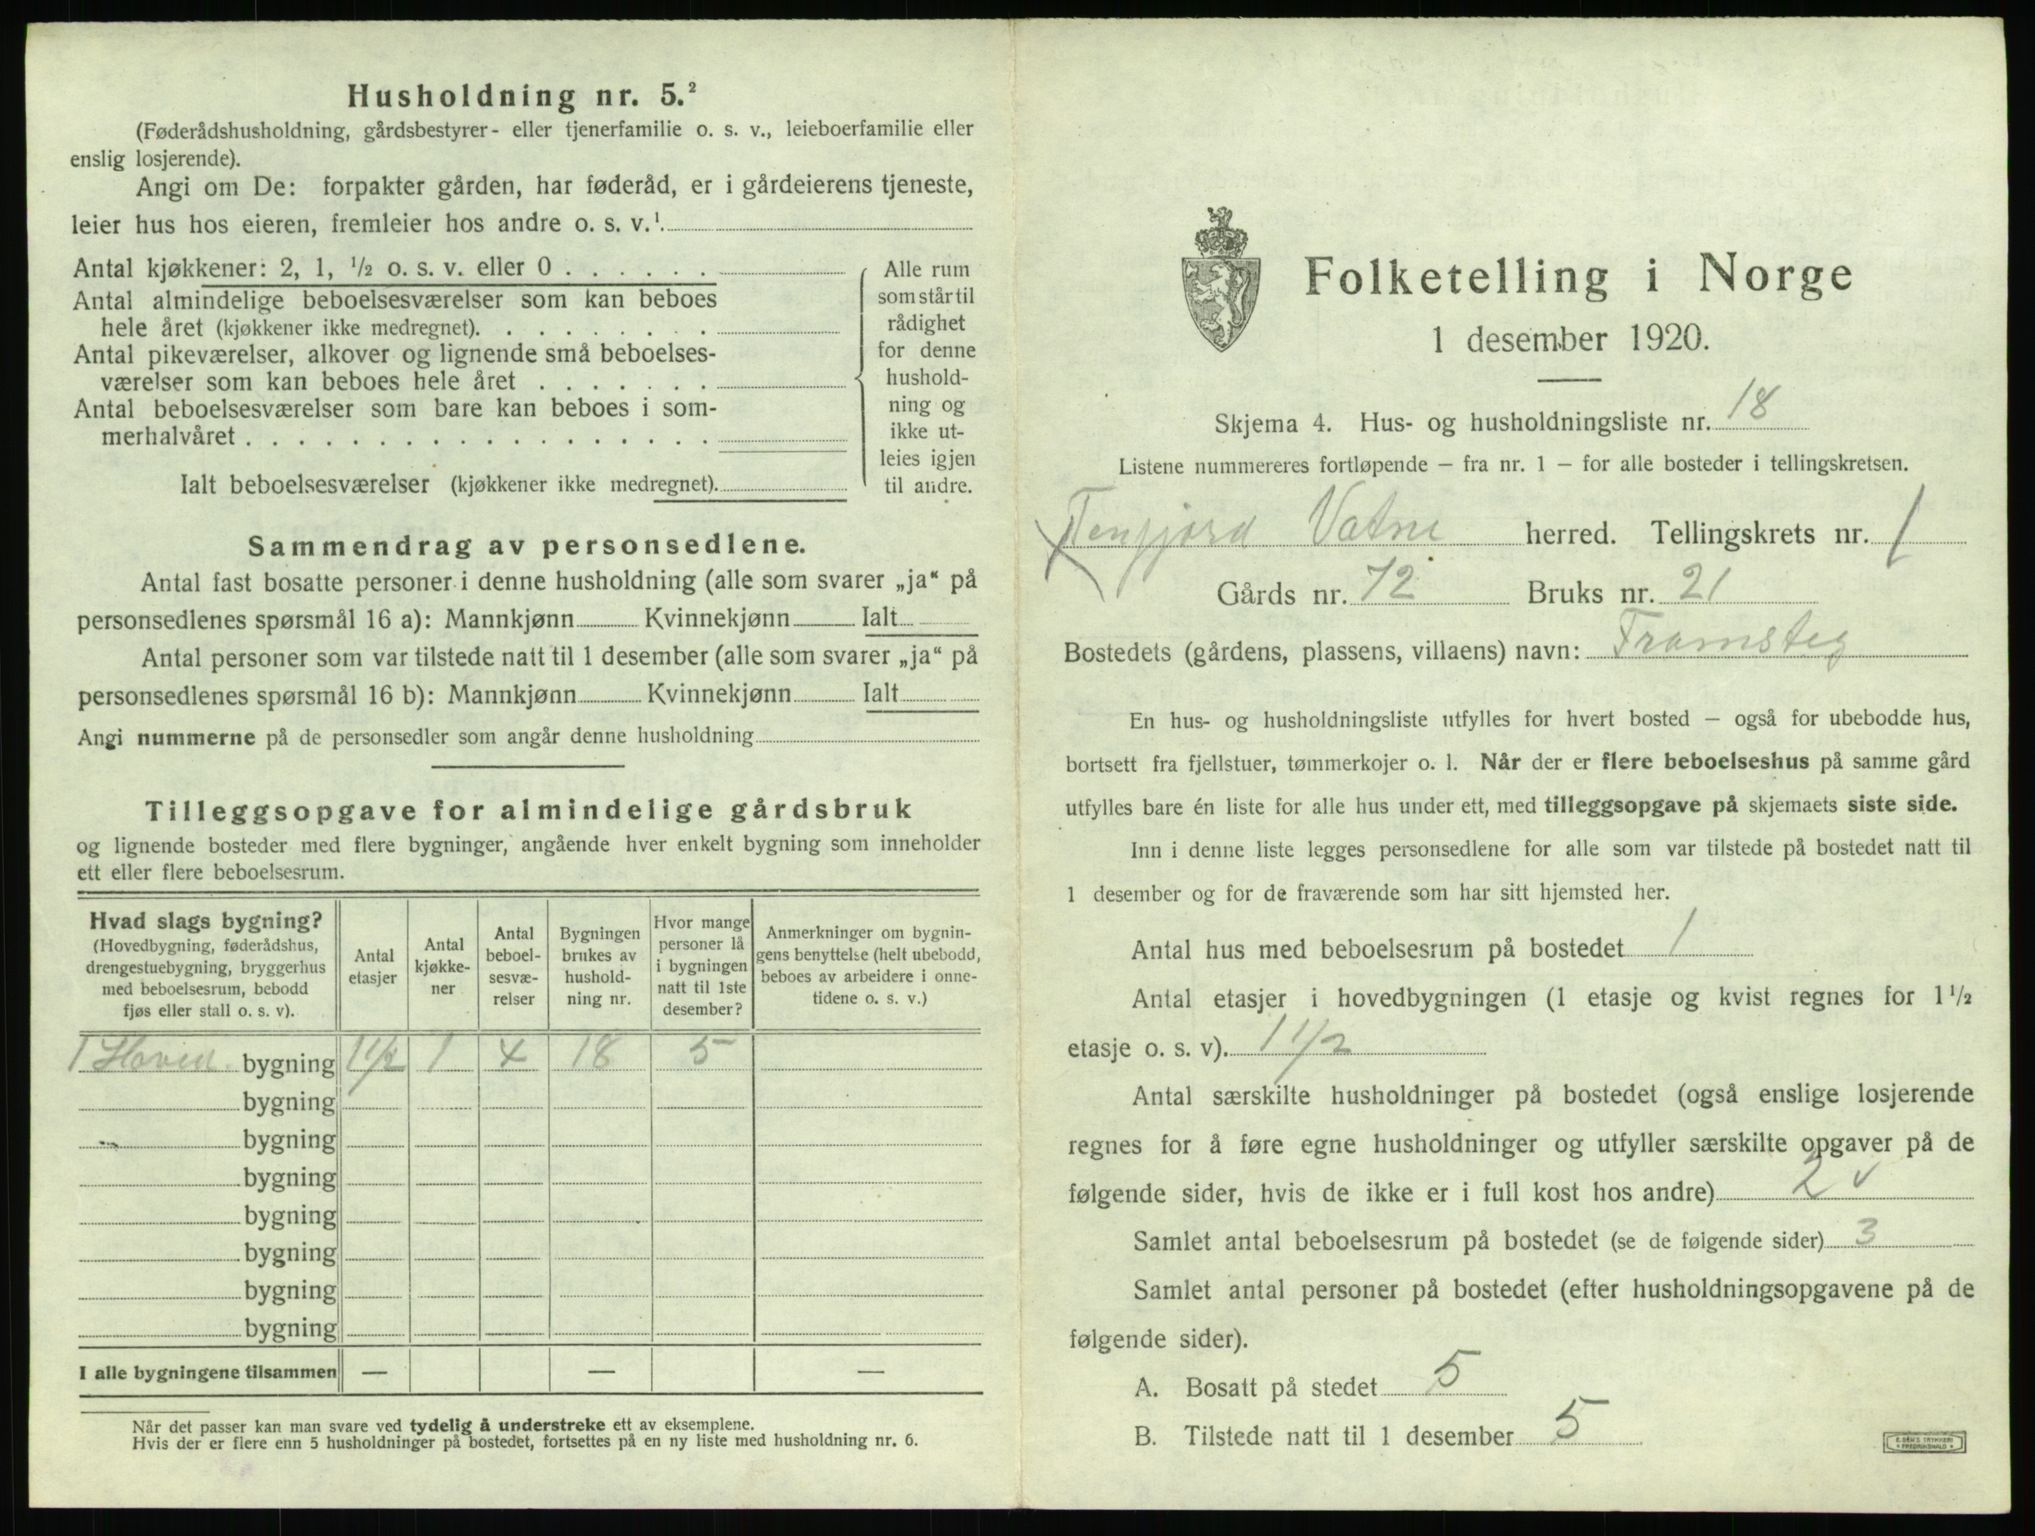 Husholdning nr. 5.²
(Føderådshusholdning, gårdsbestyrer- eller tjenerfamilie o. s. v., leieboerfamilie eller
enslig losjerende).
Angi om De: forpakter gården, har føderåd, er i gårdeierens tjeneste,
leier hus hos eieren, fremleier hos andre o. s. v.¹
Antal kjøkkener: 2, 1, ½ o. s. v. eller 0 . . . . . .
Antal almindelige beboelsesværelser som kan beboes
hele året (kjøkkener ikke medregnet). . . . . . . . .
Antal pikeværelser, alkover og lignende små beboelses-
værelser som kan beboes hele året . . . . . . .
Antal beboelsesværelser som bare kan beboes i som-
merhalvåret . . . . . . . . . . . . . . . . . .
Ialt beboelsesværelser (kjøkkener ikke medregnet).
Alle rum
som står til
rådighet
for denne
hushold-
ning og
ikke ut-
leies igjen
til andre.
Sammendrag av personsedlene.
Antal fast bosatte personer i denne husholdning (alle som svarer „ja“ på
personsedlenes spørsmål 16 a): Mannkjønn Kvinnekjønn Ialt
Antal personer som var tilstede natt til 1 desember (alle som svarer „ja“ på
personsedlenes spørsmål 16 b): Mannkjønn Kvinnekjønn Ialt
Angi nummerne på de personsedler som angår denne husholdning
Tilleggsopgave for almindelige gårdsbruk
og lignende bosteder med flere bygninger, angående hver enkelt bygning som inneholder
ett eller flere beboelsesrum.
Hvad slags bygning?
(Hovedbygning, føderådshus,
drengestuebygning, bryggerhus
med beboelsesrum, bebodd
fjøs eller stall o. s. v).
Antal
etasjer
Antal
kjøkke-
ner
Antal
beboel-
sesvæ-
relser
Bygningen
brukes av
hushold-
ning nr.
Hvor mange
personer lå
i bygningen
natt til 1ste
desember?
Anmerkninger om bygnin-
gens benyttelse (helt ubebodd,
beboes av arbeidere i onne-
tidene o. s. v.)
1 bygning 1½ 1 4 18 5
bygning
bygning
bygning
bygning
bygning
bygning
bygning
I alle bygningene tilsammen — — —
Når det passer kan man svare ved tydelig å understreke ett av eksemplene.
Hvis der er flere enn 5 husholdninger på bostedet, fortsettes på en ny liste med husholdning nr. 6.
Folketelling i Norge
1 desember 1920.
Skjema 4. Hus- og husholdningsliste nr. 18
Listene nummereres fortløpende – fra nr. 1 – for alle bosteder i tellingskretsen.
Tenfjord Vatne herred. Tellingskrets nr. 1
Gårds nr. 72 Bruks nr. 21
Bostedets (gårdens, plassens, villaens) navn: Framsteg
En hus- og husholdningsliste utfylles for hvert bosted – også for ubebodde hus,
bortsett fra fjellstuer, tømmerkojer o. l. Når der er flere beboelseshus på samme gård
utfylles bare én liste for alle hus under ett, med tilleggsopgave på skjemaets siste side.
Inn i denne liste legges personsedlene for alle som var tilstede på bostedet natt til
1 desember og for de fraværende som har sitt hjemsted her.
Antal hus med beboelsesrum på bostedet 1
Antal etasjer i hovedbygningen (1 etasje og kvist regnes for 1½
etasje o. s. v). 1½
Antal særskilte husholdninger på bostedet (også enslige losjerende
regnes for å føre egne husholdninger og utfyller særskilte opgaver på de
følgende sider, hvis de ikke er i full kost hos andre) 2 v
Samlet antal beboelsesrum på bostedet (se de følgende sider) 3
Samlet antal personer på bostedet (efter husholdningsopgavene på de
følgende sider).
A. Bosatt på stedet 5
B. Tilstede natt til 1 desember 5